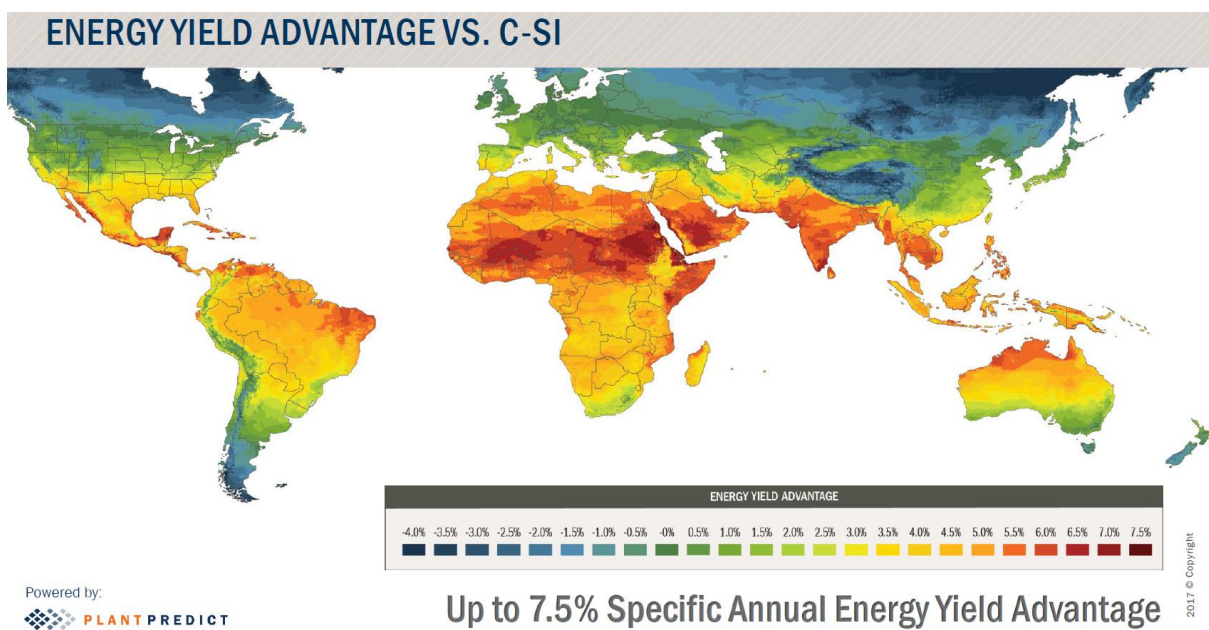 ENERGY YIELD ADVANTAGE VS. C-SI
ENERGY YIELD ADVANTAGE
-4.0% -3.5% -3.0% -2.5% -2.0% -1.5% -1.0% -0.5% -0% 0.5% 1.0% 1.5% 2.0% 2.5% 3.0% 3.5% 4.0% 4.5% 5.0% 5.5% 6.0% 6.5% 7.0% 7.5%
2017 © Copyright
Powered by:
PLANTPREDICT
Up to 7.5% Specific Annual Energy Yield Advantage